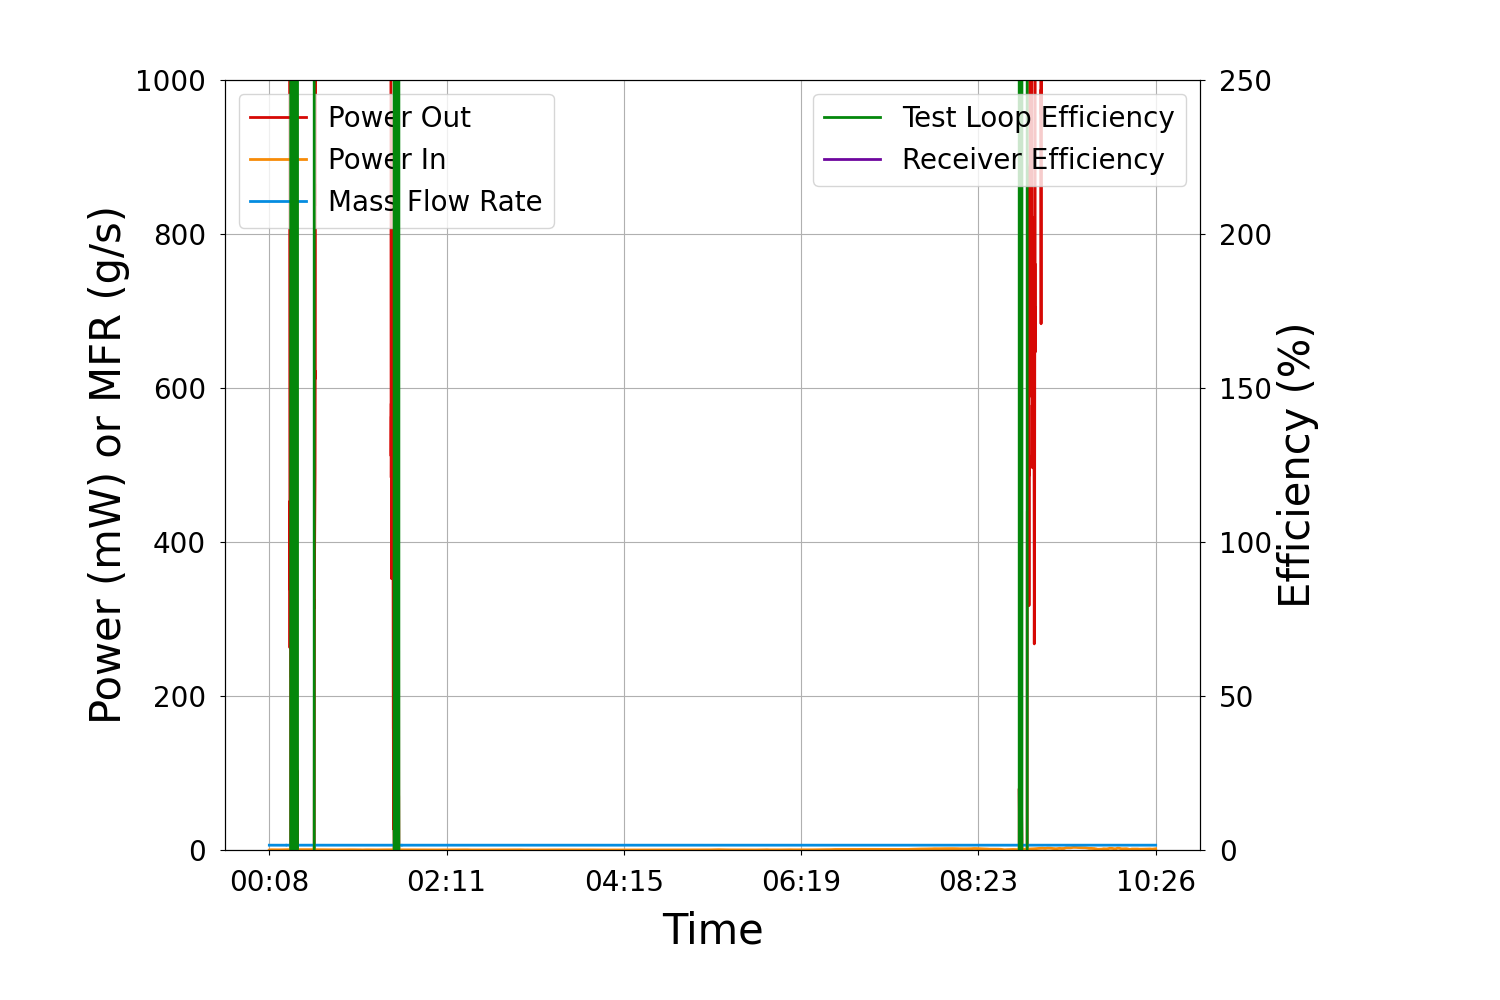 1000
800
600
400
200
0
Power (mW) or MFR (g/s)
Power Out
Power In
Mass Flow Rate
Test Loop Efficiency
Receiver Efficiency
250
200
150
100
50
0
Efficiency (%)
00:08 02:11 04:15 06:19 08:23 10:26
Time